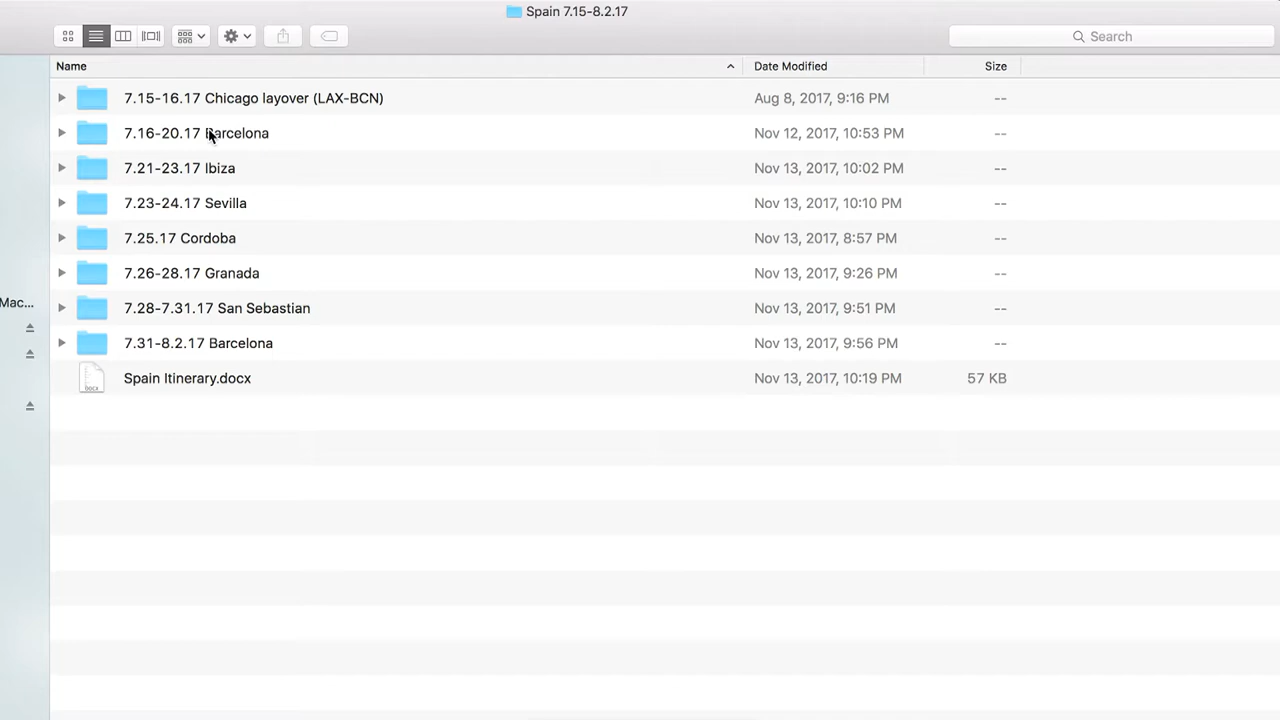 Spain 7.15-8.2.17
Search
Name Date Modified Size
7.15-16.17 Chicago layover (LAX-BCN) Aug 8, 2017, 9:16 PM --
7.16-20.17 Barcelona Nov 12, 2017, 10:53 PM --
7.21-23.17 Ibiza Nov 13, 2017, 10:02 PM --
7.23-24.17 Sevilla Nov 13, 2017, 10:10 PM --
7.25.17 Cordoba Nov 13, 2017, 8:57 PM --
7.26-28.17 Granada Nov 13, 2017, 9:26 PM --
Mac...
7.28-7.31.17 San Sebastian Nov 13, 2017, 9:51 PM --
7.31-8.2.17 Barcelona Nov 13, 2017, 9:56 PM --
DOCX
Spain Itinerary.docx Nov 13, 2017, 10:19 PM 57 KB